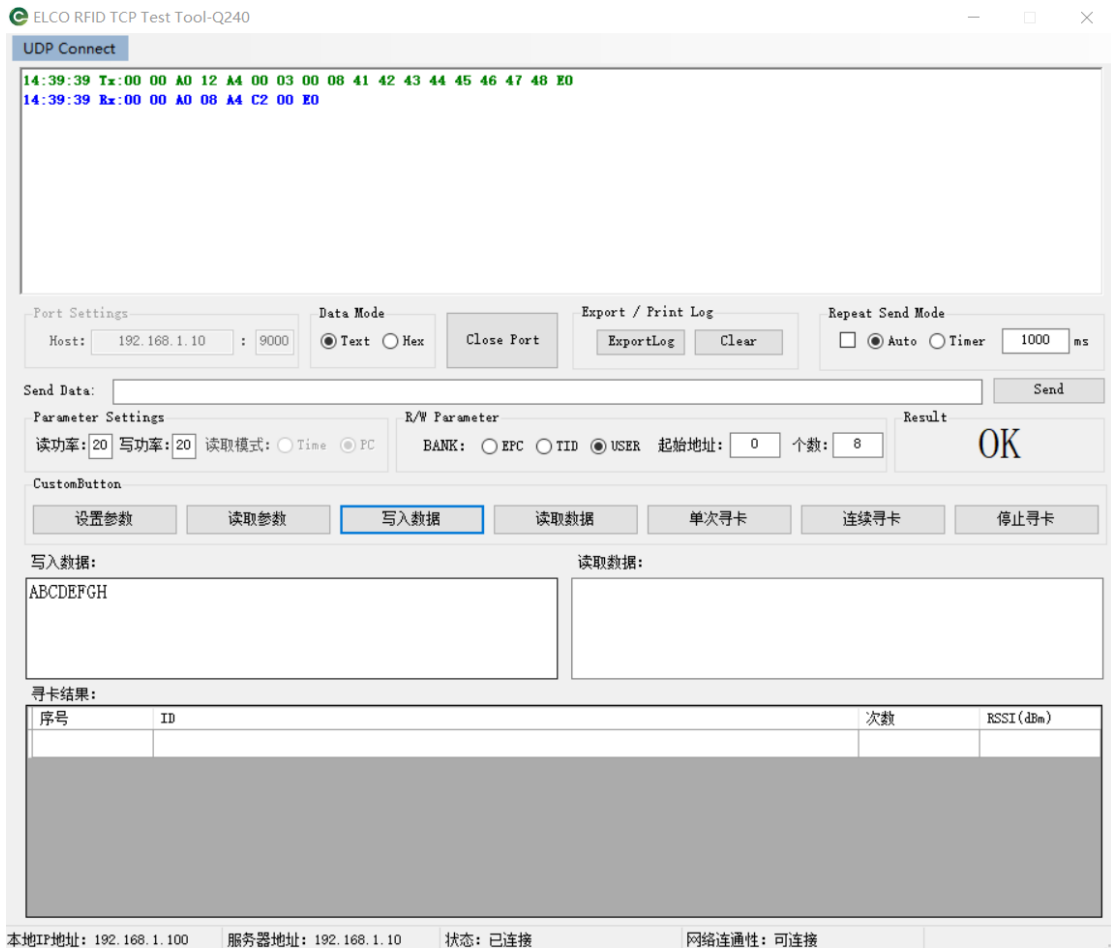 ELCO RFID TCP Test Tool-Q240
UDP Connect
14:39:39 Tx:00 00 A0 12 A4 00 03 00 08 41 42 43 44 45 46 47 48 E0
14:39:39 Rx:00 00 A0 08 A4 C2 00 E0
Port Settings
Host: 192.168.1.10 : 9000
Data Mode
Text Hex
Close Port
Export / Print Log
ExportLog Clear
Repeat Send Mode
Auto Timer 1000 ms
Send Data: Send
Parameter Settings
读功率: 20 写功率: 20 读取模式: Time PC
R/W Parameter
BANK: EPC TID USER 起始地址: 0 个数: 8
Result
OK
CustomButton
设置参数 读取参数 写入数据 读取数据 单次寻卡 连续寻卡 停止寻卡
写入数据: 读取数据:
ABCDEFGH
寻卡结果:
序号 ID 次数 RSSI(dBm)
本地IP地址: 192.168.1.100 服务器地址: 192.168.1.10 状态: 已连接 网络连通性: 可连接